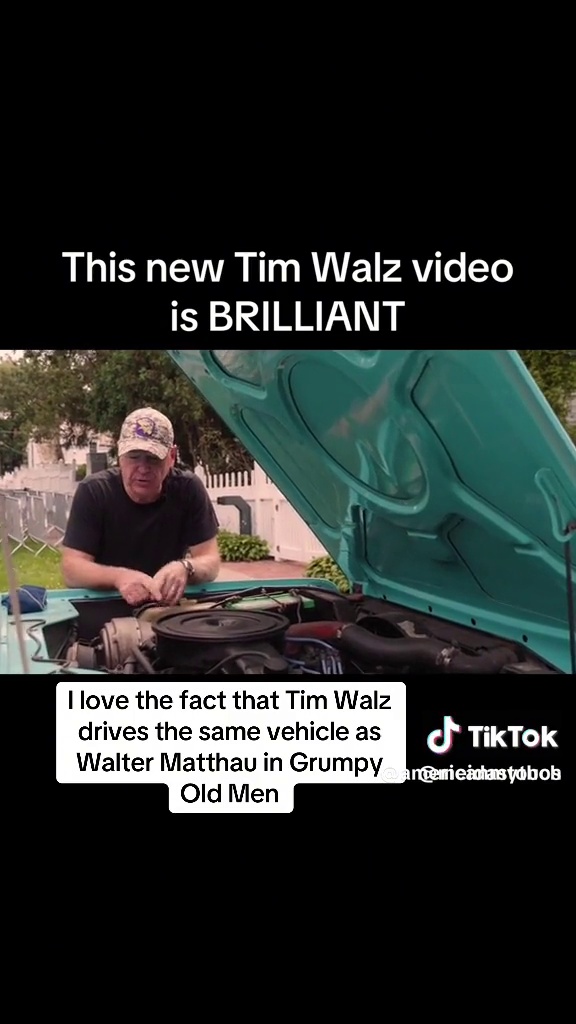 This new Tim Walz video
is BRILLIANT
I love the fact that Tim Walz
drives the same vehicle as
Walter Matthau in Grumpy
Old Men
TikTok